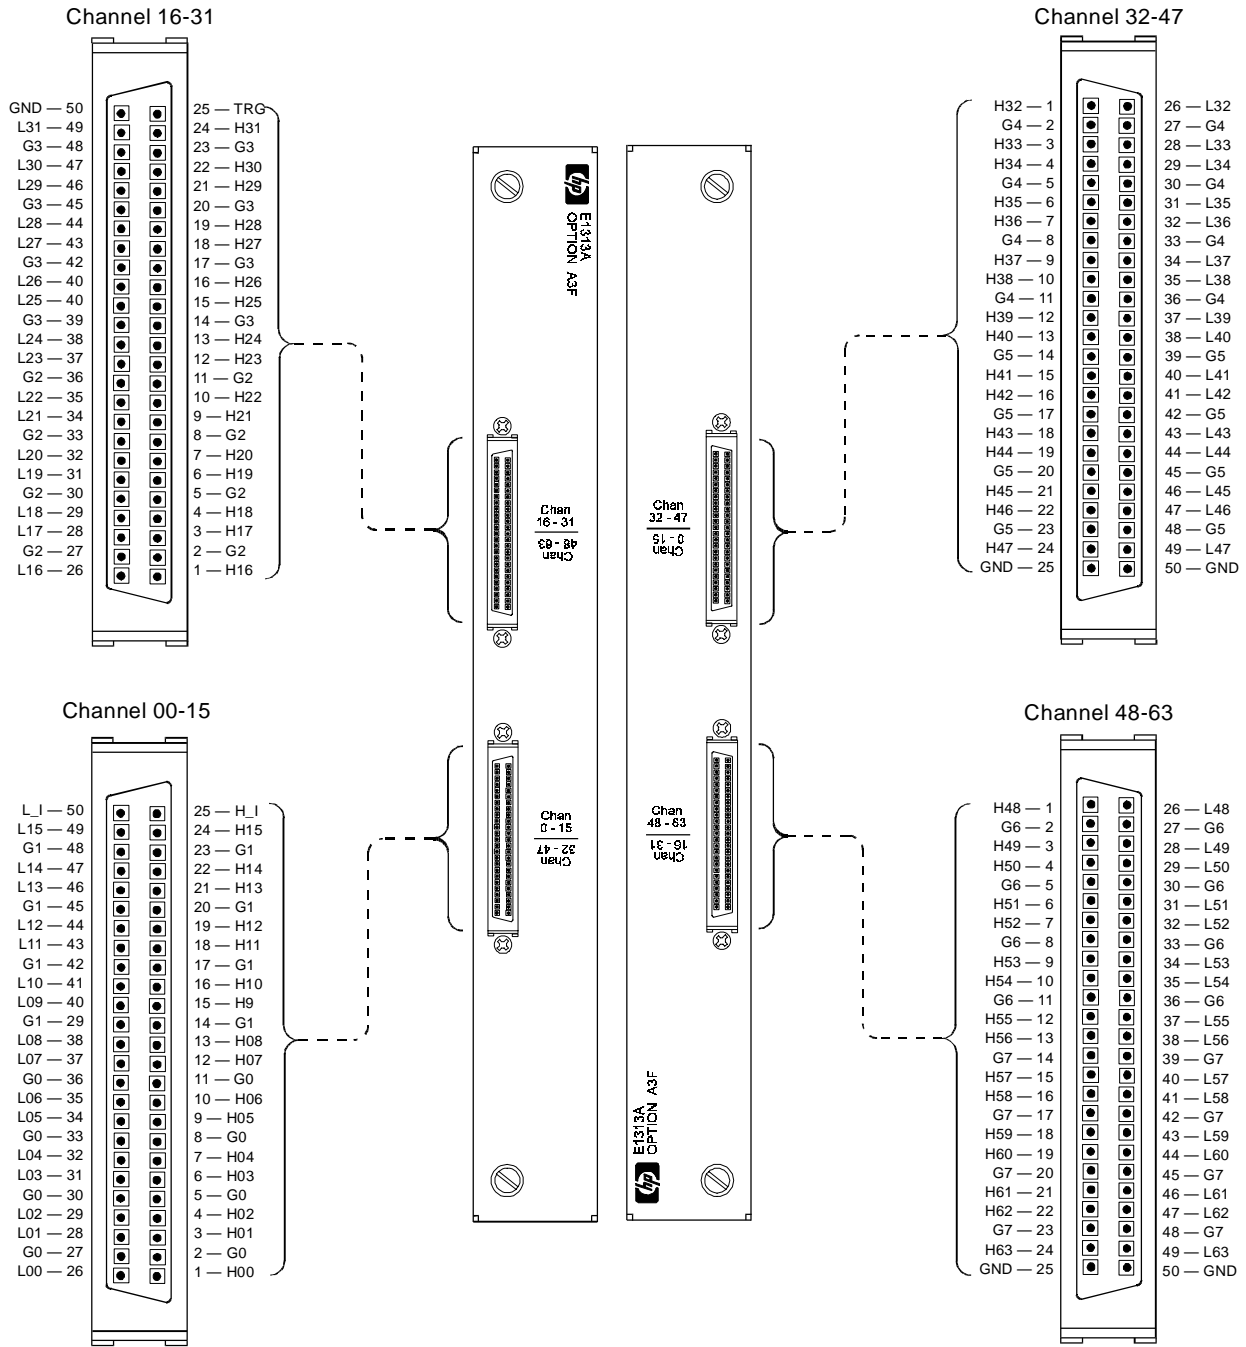 Channel 16-31
GND — 50
L31 — 49
G3 — 48
L30 — 47
L29 — 46
G3 — 45
L28 — 44
L27 — 43
G3 — 42
L26 — 40
L25 — 40
G3 — 39
L24 — 38
L23 — 37
G2 — 36
L22 — 35
L21 — 34
G2 — 33
L20 — 32
L19 — 31
G2 — 30
L18 — 29
L17 — 28
G2 — 27
L16 — 26
25 — TRG
24 — H31
23 — G3
22 — H30
21 — H29
20 — G3
19 — H28
18 — H27
17 — G3
16 — H26
15 — H25
14 — G3
13 — H24
12 — H23
11 — G2
10 — H22
9 — H21
8 — G2
7 — H20
6 — H19
5 — G2
4 — H18
3 — H17
2 — G2
1 — H16
Channel 00-15
L_I — 50
L15 — 49
G1 — 48
L14 — 47
L13 — 46
G1 — 45
L12 — 44
L11 — 43
G1 — 42
L10 — 41
L09 — 40
G1 — 29
L08 — 38
L07 — 37
G0 — 36
L06 — 35
L05 — 34
G0 — 33
L04 — 32
L03 — 31
G0 — 30
L02 — 29
L01 — 28
G0 — 27
L00 — 26
25 — H_I
24 — H15
23 — G1
22 — H14
21 — H13
20 — G1
19 — H12
18 — H11
17 — G1
16 — H10
15 — H9
14 — G1
13 — H08
12 — H07
11 — G0
10 — H06
9 — H05
8 — G0
7 — H04
6 — H03
5 — G0
4 — H02
3 — H01
2 — G0
1 — H00
hp
E1313A
OPTION A3F
Chan
16 - 31
Chan
48 - 63
Chan
0 - 15
Chan
32 - 47
Chan
32 - 47
Chan
0 - 15
Chan
48 - 63
Chan
16 - 31
E1313A
OPTION A3F
hp
Channel 32-47
H32 — 1
G4 — 2
H33 — 3
H34 — 4
G4 — 5
H35 — 6
H36 — 7
G4 — 8
H37 — 9
H38 — 10
G4 — 11
H39 — 12
H40 — 13
G5 — 14
H41 — 15
H42 — 16
G5 — 17
H43 — 18
H44 — 19
G5 — 20
H45 — 21
H46 — 22
G5 — 23
H47 — 24
GND — 25
26 — L32
27 — G4
28 — L33
29 — L34
30 — G4
31 — L35
32 — L36
33 — G4
34 — L37
35 — L38
36 — G4
37 — L39
38 — L40
39 — G5
40 — L41
41 — L42
42 — G5
43 — L43
44 — L44
45 — G5
46 — L45
47 — L46
48 — G5
49 — L47
50 — GND
Channel 48-63
H48 — 1
G6 — 2
H49 — 3
H50 — 4
G6 — 5
H51 — 6
H52 — 7
G6 — 8
H53 — 9
H54 — 10
G6 — 11
H55 — 12
H56 — 13
G7 — 14
H57 — 15
H58 — 16
G7 — 17
H59 — 18
H60 — 19
G7 — 20
H61 — 21
H62 — 22
G7 — 23
H63 — 24
GND — 25
26 — L48
27 — G6
28 — L49
29 — L50
30 — G6
31 — L51
32 — L52
33 — G6
34 — L53
35 — L54
36 — G6
37 — L55
38 — L56
39 — G7
40 — L57
41 — L58
42 — G7
43 — L59
44 — L60
45 — G7
46 — L61
47 — L62
48 — G7
49 — L63
50 — GND